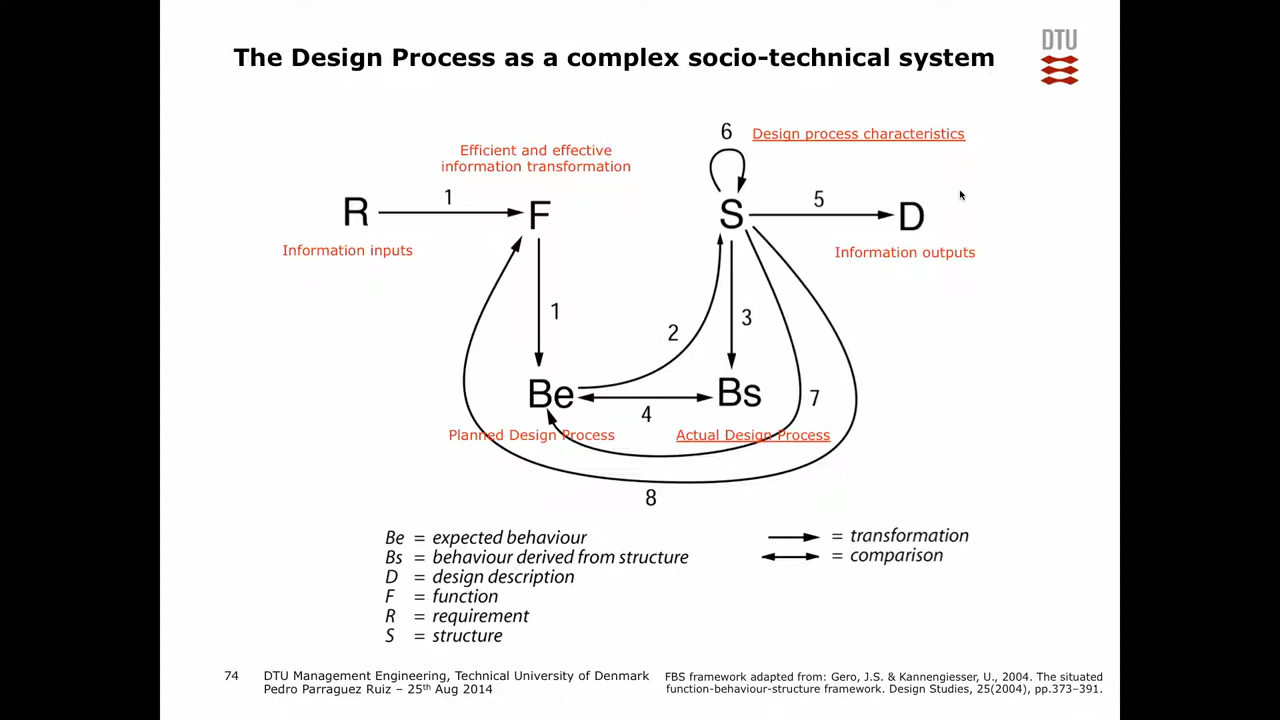 The Design Process as a complex socio-technical system
DTU
6
Design process characteristics
Efficient and effective
information transformation
R
1
F
S
5
D
Information inputs
Information outputs
1
2
3
Be
4
Bs
7
Planned Design Process
Actual Design Process
8
Be = expected behaviour
Bs = behaviour derived from structure
D = design description
F = function
R = requirement
S = structure
= transformation
= comparison
74
DTU Management Engineering, Technical University of Denmark
Pedro Parraguez Ruiz – 25th Aug 2014
FBS framework adapted from: Gero, J.S. & Kannengiesser, U., 2004. The situated
function-behaviour-structure framework. Design Studies, 25(2004), pp.373–391.